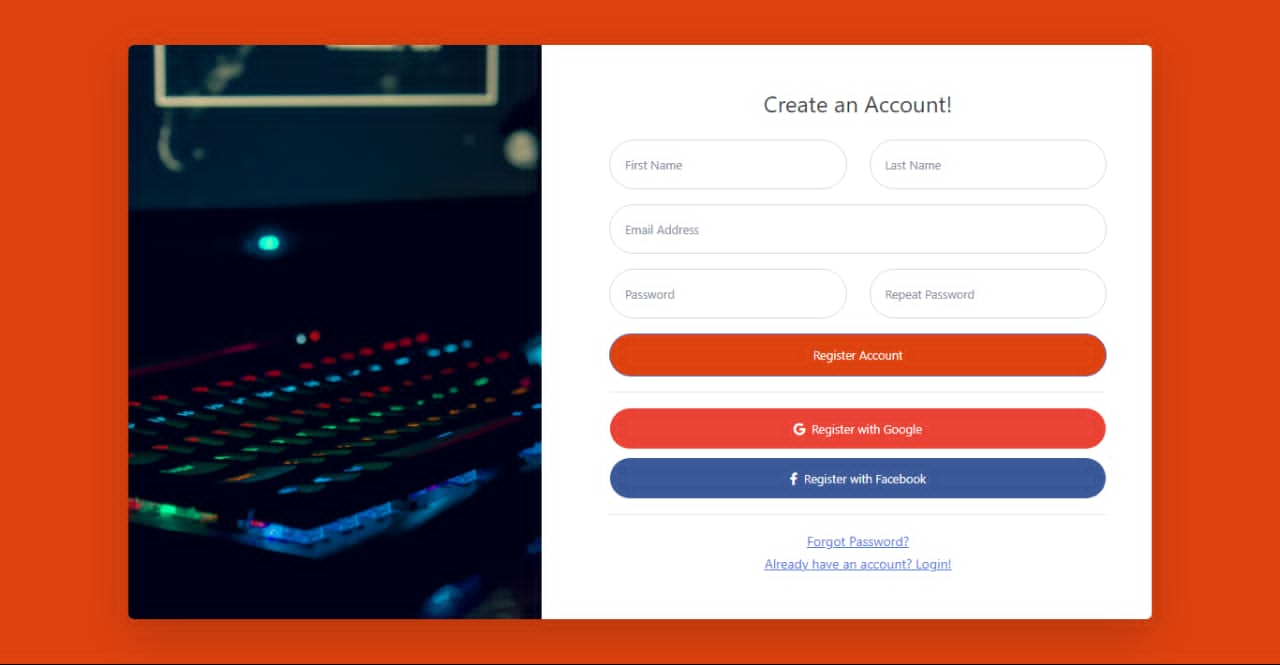 Create an Account!
First Name
Last Name
Email Address
Password
Repeat Password
Register Account
Register with Google
Register with Facebook
Forgot Password?
Already have an account? Login!